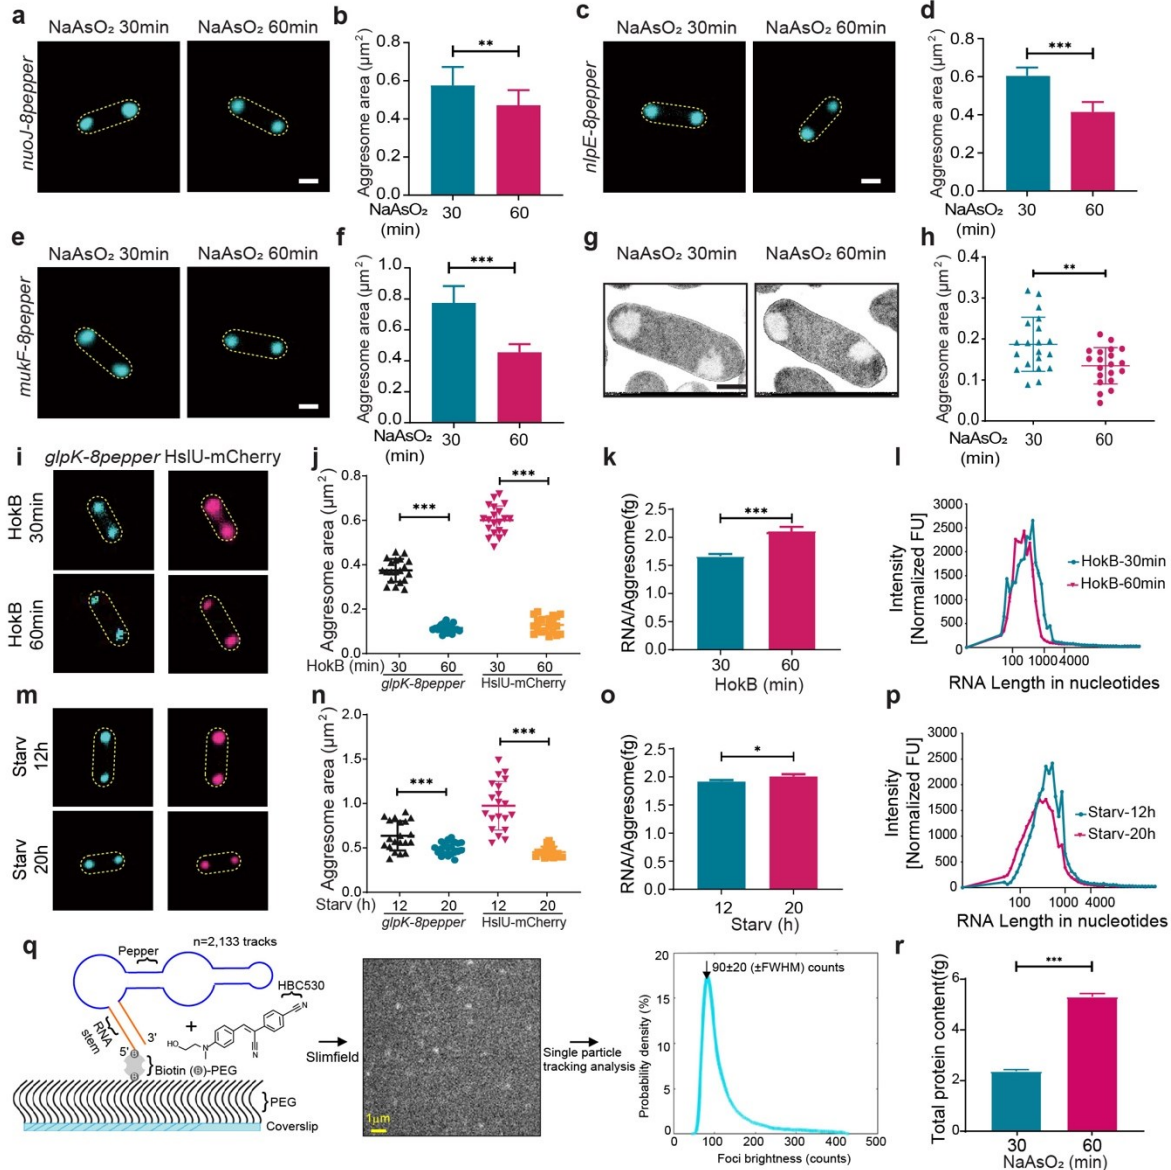 a
NaAsO₂ 30min NaAsO₂ 60min
nuoJ-8pepper
b
**
Aggresome area (µm²)
0.8
0.6
0.4
0.2
0.0
NaAsO₂ 30 60
(min)
c
NaAsO₂ 30min NaAsO₂ 60min
nlpE-8pepper
d
***
Aggresome area (µm²)
0.8
0.6
0.4
0.2
0.0
NaAsO₂ 30 60
(min)
e
NaAsO₂ 30min NaAsO₂ 60min
mukF-8pepper
f
***
Aggresome area (µm²)
1.0
0.8
0.6
0.4
0.2
0.0
NaAsO₂ 30 60
(min)
g
NaAsO₂ 30min NaAsO₂ 60min
h
**
Aggresome area (µm²)
0.4
0.3
0.2
0.1
0.0
NaAsO₂ 30 60
(min)
i
glpK-8pepper HslU-mCherry
HokB
30min
HokB
60min
j
*** ***
Aggresome area (µm²)
0.8
0.6
0.4
0.2
0.0
HokB (min) 30 60 30 60
glpK-8pepper HslU-mCherry
k
***
RNA/Aggresome(fg)
2.5
2.0
1.5
1.0
0.5
0.0
30 60
HokB (min)
l
Intensity
[Normalized FU]
3000
2500
2000
1500
1000
500
0
HokB-30min
HokB-60min
100 1000 4000
RNA Length in nucleotides
m
Starv
12h
Starv
20h
n
*** ***
Aggresome area (µm²)
2.0
1.5
1.0
0.5
0.0
Starv (h) 12 20 12 20
glpK-8pepper HslU-mCherry
o
*
RNA/Aggresome(fg)
2.5
2.0
1.5
1.0
0.5
0.0
12 20
Starv (h)
p
Intensity
[Normalized FU]
3000
2500
2000
1500
1000
500
0
Starv-12h
Starv-20h
100 1000 4000
RNA Length in nucleotides
q
Pepper
n=2,133 tracks
HBC530
RNA
stem
5' 3'
+
HO
N
CN
CN
B
B
Biotin (B)-PEG
PEG
Coverslip
Slimfield
1µm
Single particle
tracking analysis
90±20 (±FWHM) counts
Probability density (%)
20
15
10
5
0
0 100 200 300 400 500
Foci brightness (counts)
r
***
Total protein content(fg)
6
4
2
0
30 60
NaAsO₂ (min)